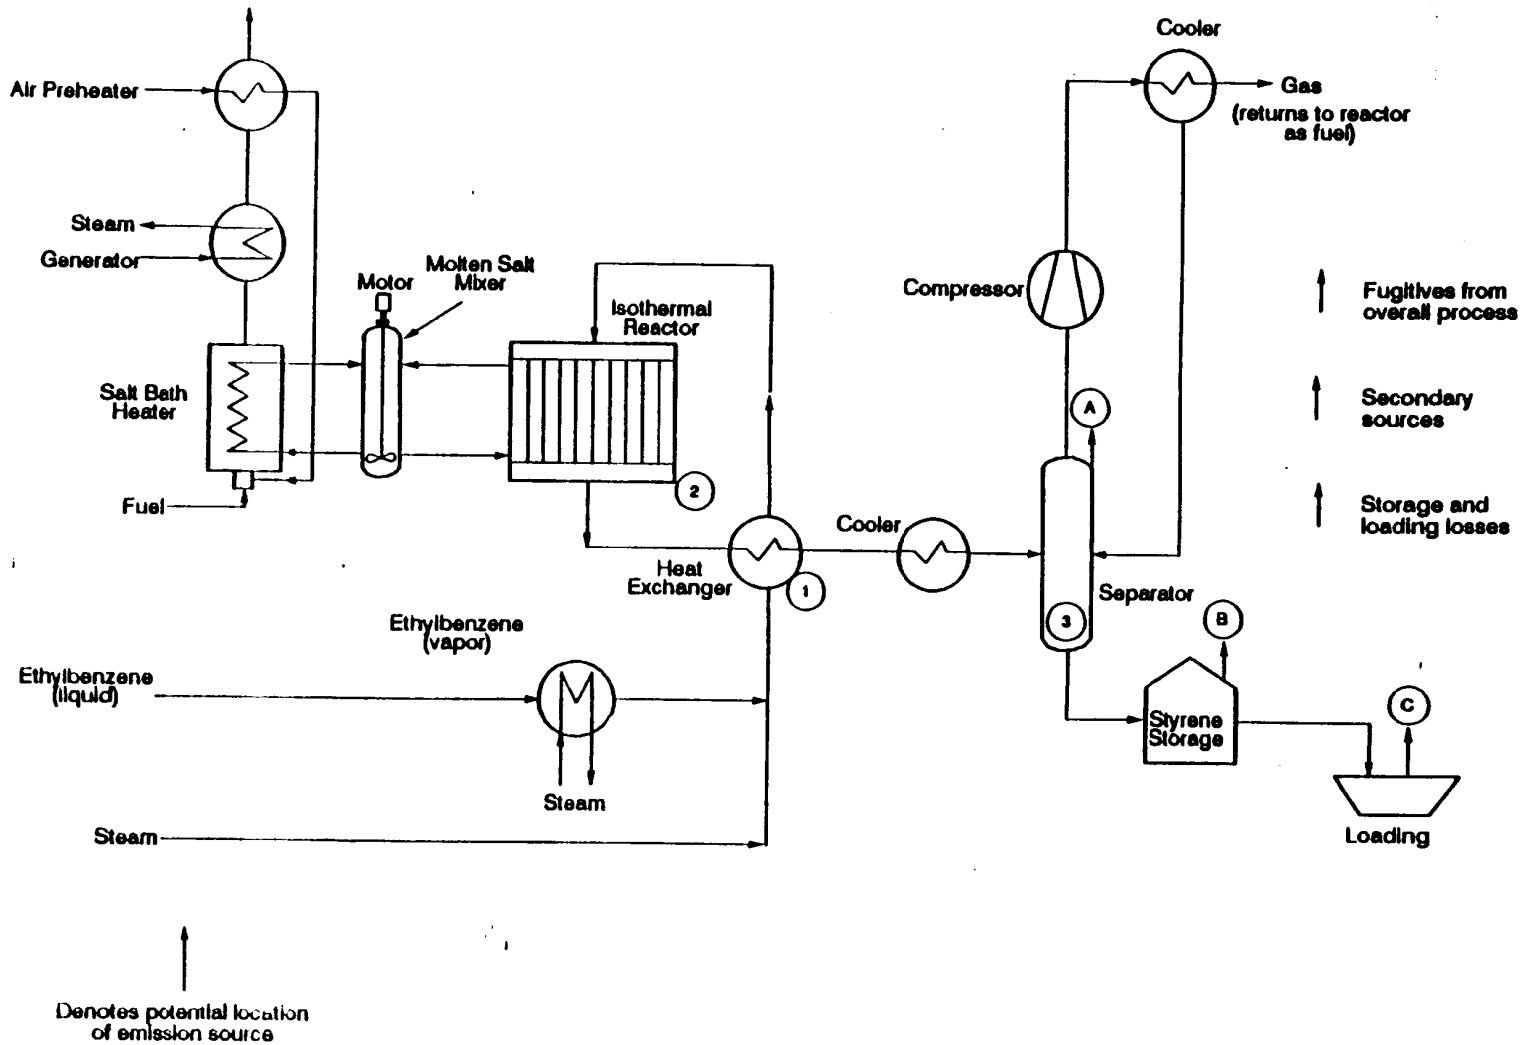 Cooler
Air Preheater
Gas
(returns to reactor
as fuel)
Steam
Generator
Motor
Molten Salt
Mixer
Isothermal
Reactor
Compressor
Fugitives from
overall process
Salt Bath
Heater
A
Secondary
sources
Fuel
2
Cooler
Storage and
loading losses
Heat
Exchanger
1
Separator
3
B
Ethylbenzene
(vapor)
Ethylbenzene
(liquid)
C
Styrene
Storage
Steam
Steam
Loading
Denotes potential location
of emission source